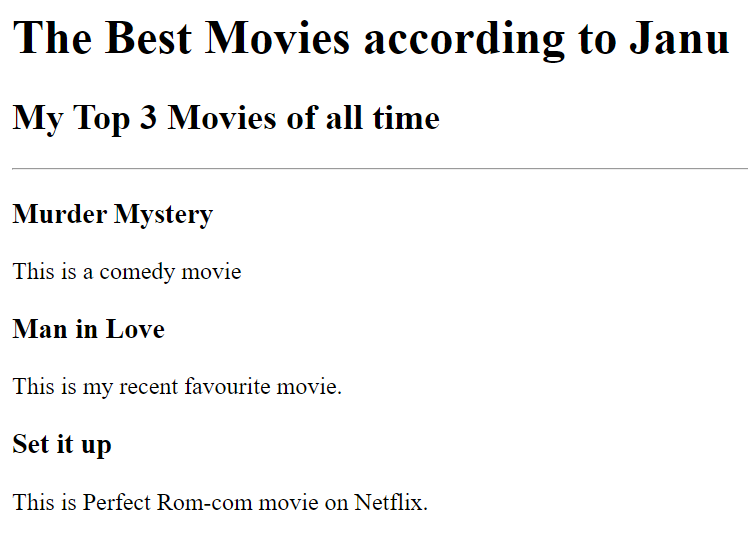 The Best Movies according to Janu
My Top 3 Movies of all time
Murder Mystery
This is a comedy movie
Man in Love
This is my recent favourite movie.
Set it up
This is Perfect Rom-com movie on Netflix.